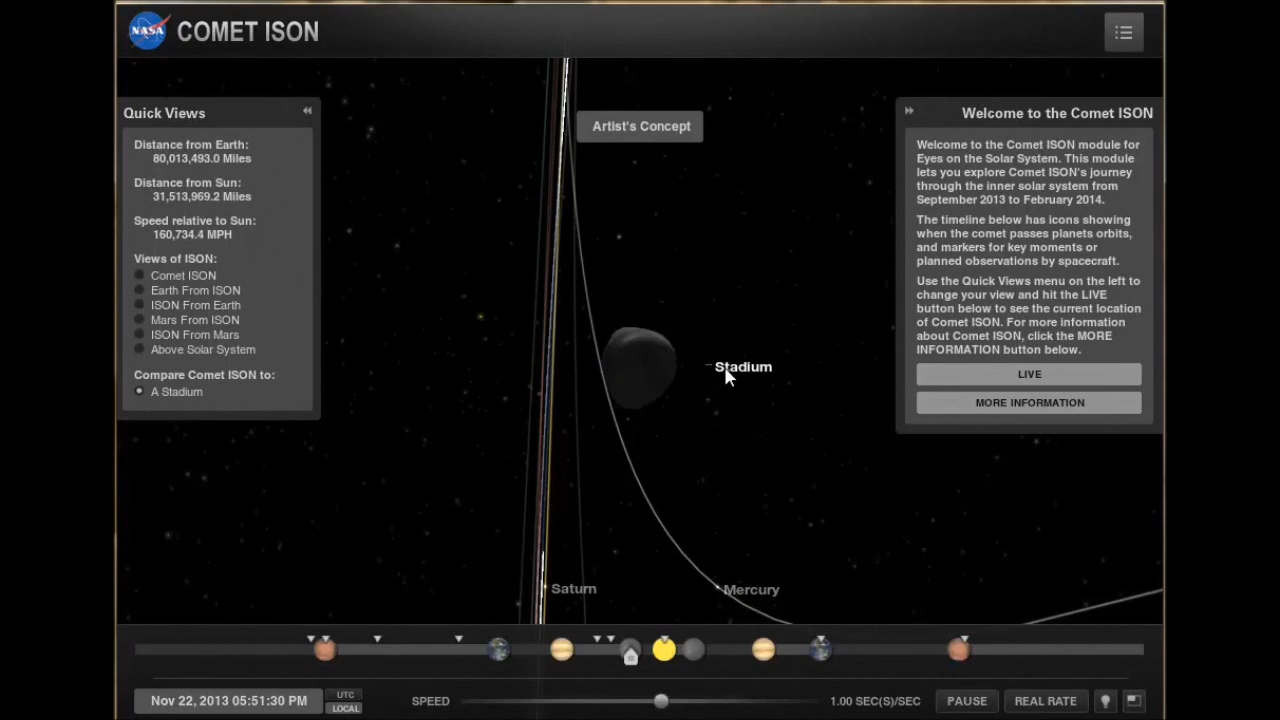 NASA
COMET ISON
Quick Views
Distance from Earth:
80,013,493.0 Miles
Distance from Sun:
31,513,969.2 Miles
Speed relative to Sun:
160,734.4 MPH
Views of ISON:
Comet ISON
Earth From ISON
ISON From Earth
Mars From ISON
ISON From Mars
Above Solar System
Compare Comet ISON to:
A Stadium
Artist's Concept
Stadium
Saturn
Mercury
Welcome to the Comet ISON
Welcome to the Comet ISON module for
Eyes on the Solar System. This module
lets you explore Comet ISON's journey
through the inner solar system from
September 2013 to February 2014.
The timeline below has icons showing
when the comet passes planets orbits,
and markers for key moments or
planned observations by spacecraft.
Use the Quick Views menu on the left to
change your view and hit the LIVE
button below to see the current location
of Comet ISON. For more information
about Comet ISON, click the MORE
INFORMATION button below.
LIVE
MORE INFORMATION
Nov 22, 2013 05:51:30 PM
UTC
LOCAL
SPEED
1.00 SEC(S)/SEC
PAUSE
REAL RATE